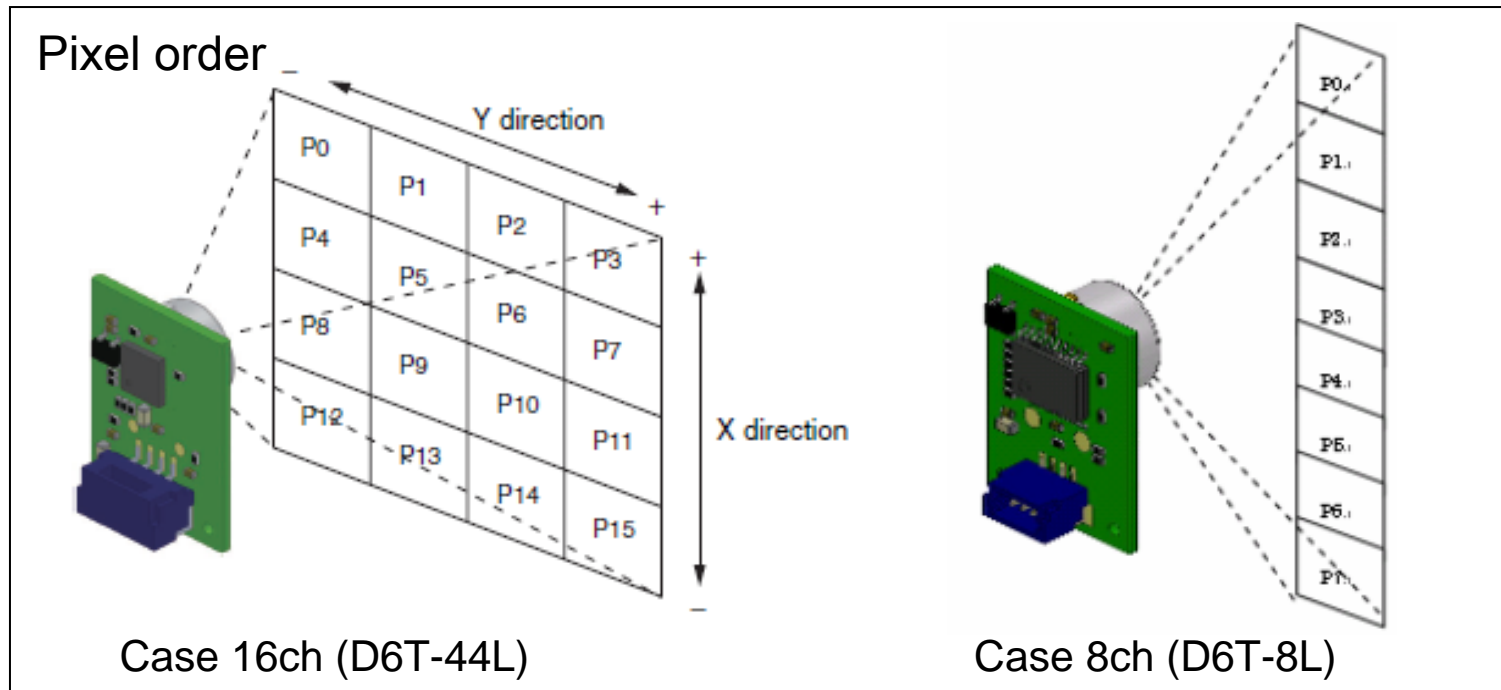 Pixel order
−
Y direction
+
P0 P1 P2 P3
P4 P5 P6 P7
P8 P9 P10 P11
P12 P13 P14 P15
+
X direction
−
Case 16ch (D6T-44L)
P0
P1
P2
P3
P4
P5
P6
P7
Case 8ch (D6T-8L)